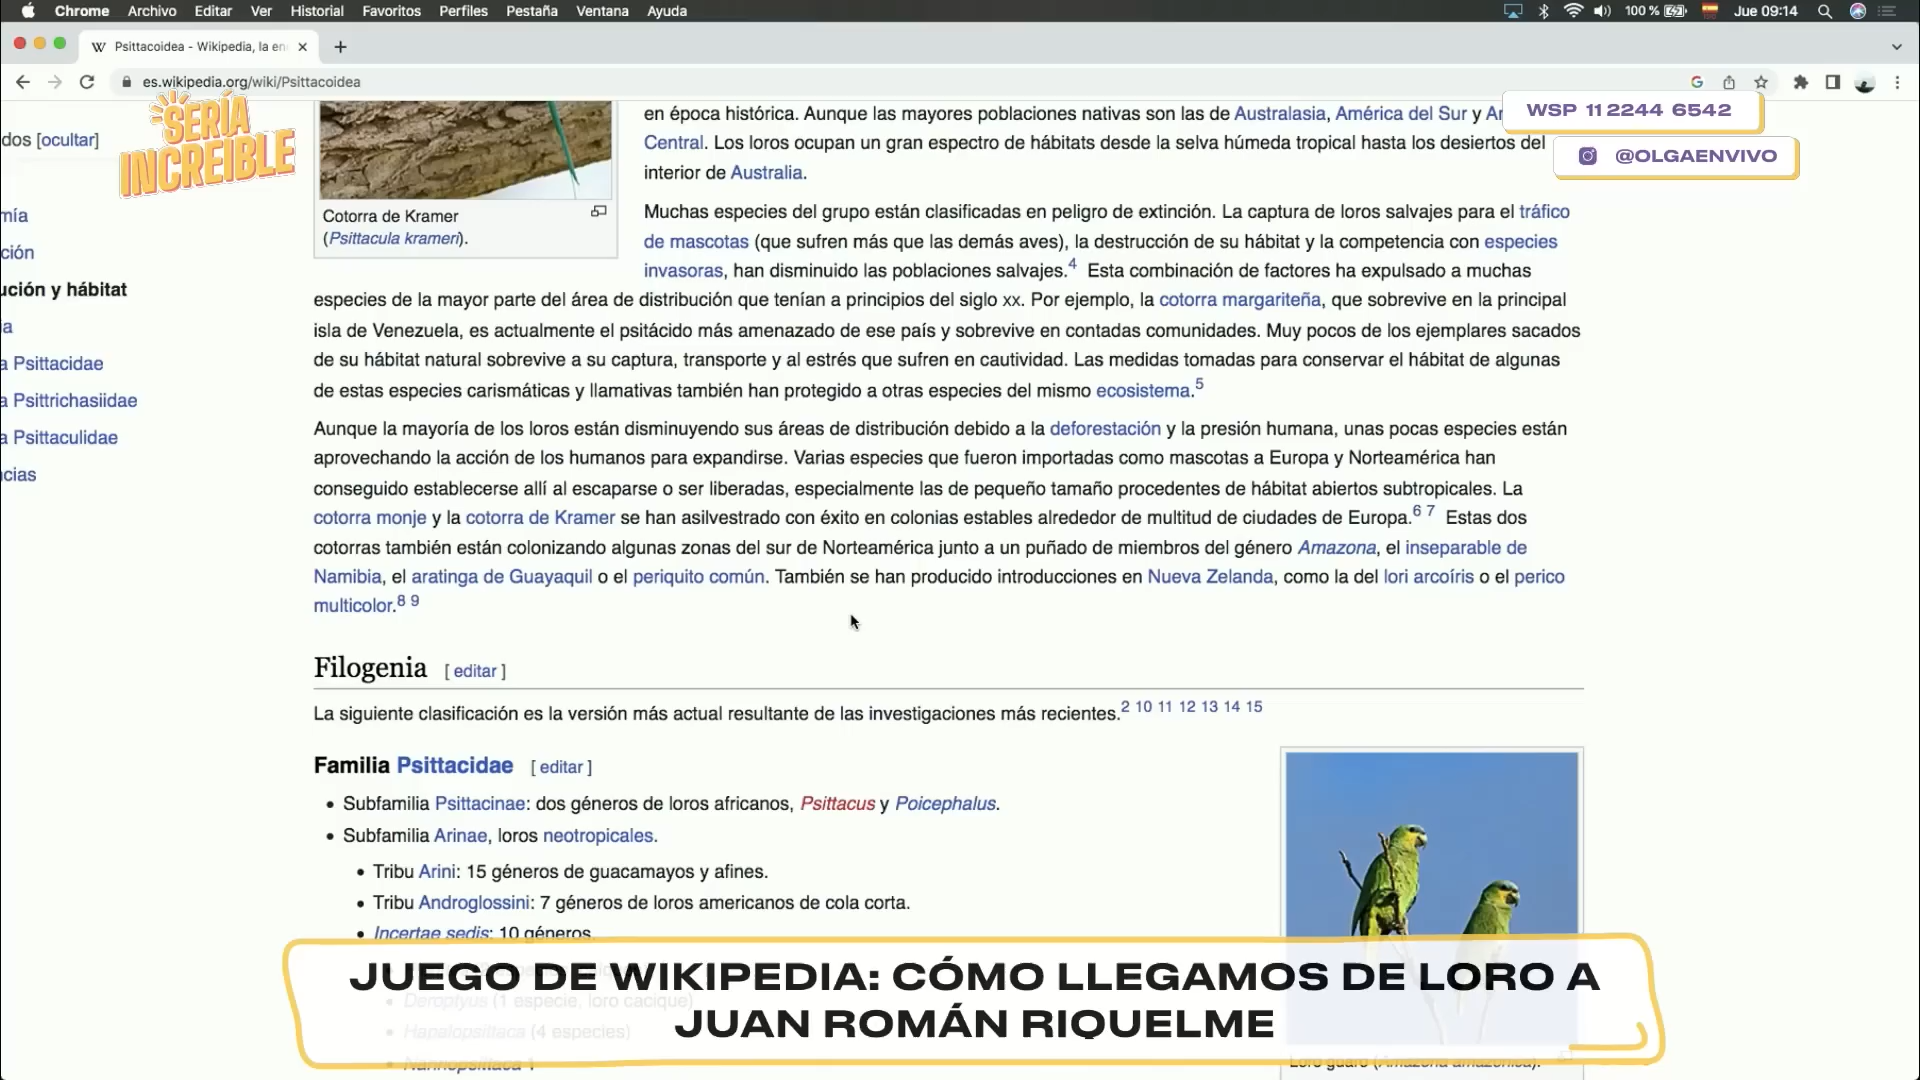 Chrome Archivo Editar Ver Historial Favoritos Perfiles Pestaña Ventana Ayuda
100 % Jue 09:14
Psittacoidea - Wikipedia, la en
es.wikipedia.org/wiki/Psittacoidea
SERÍA
INCREÍBLE
WSP 11 2244 6542
@OLGAENVIVO
dos [ocultar]
mía
ción
ución y hábitat
ia
a Psittacidae
a Psittrichasiidae
a Psittaculidae
ncias
Cotorra de Kramer
(Psittacula krameri).
en época histórica. Aunque las mayores poblaciones nativas son las de Australasia, América del Sur y
Central. Los loros ocupan un gran espectro de hábitats desde la selva húmeda tropical hasta los desiertos del
interior de Australia.
Muchas especies del grupo están clasificadas en peligro de extinción. La captura de loros salvajes para el tráfico
de mascotas (que sufren más que las demás aves), la destrucción de su hábitat y la competencia con especies
invasoras, han disminuido las poblaciones salvajes.4 Esta combinación de factores ha expulsado a muchas
especies de la mayor parte del área de distribución que tenían a principios del siglo xx. Por ejemplo, la cotorra margariteña, que sobrevive en la principal
isla de Venezuela, es actualmente el psitácido más amenazado de ese país y sobrevive en contadas comunidades. Muy pocos de los ejemplares sacados
de su hábitat natural sobrevive a su captura, transporte y al estrés que sufren en cautividad. Las medidas tomadas para conservar el hábitat de algunas
de estas especies carismáticas y llamativas también han protegido a otras especies del mismo ecosistema.5
Aunque la mayoría de los loros están disminuyendo sus áreas de distribución debido a la deforestación y la presión humana, unas pocas especies están
aprovechando la acción de los humanos para expandirse. Varias especies que fueron importadas como mascotas a Europa y Norteamérica han
conseguido establecerse allí al escaparse o ser liberadas, especialmente las de pequeño tamaño procedentes de hábitat abiertos subtropicales. La
cotorra monje y la cotorra de Kramer se han asilvestrado con éxito en colonias estables alrededor de multitud de ciudades de Europa.6 7 Estas dos
cotorras también están colonizando algunas zonas del sur de Norteamérica junto a un puñado de miembros del género Amazona, el inseparable de
Namibia, el aratinga de Guayaquil o el periquito común. También se han producido introducciones en Nueva Zelanda, como la del lori arcoíris o el perico
multicolor.8 9
Filogenia [ editar ]
La siguiente clasificación es la versión más actual resultante de las investigaciones más recientes.2 10 11 12 13 14 15
Familia Psittacidae [ editar ]
• Subfamilia Psittacinae: dos géneros de loros africanos, Psittacus y Poicephalus.
• Subfamilia Arinae, loros neotropicales.
• Tribu Arini: 15 géneros de guacamayos y afines.
• Tribu Androglossini: 7 géneros de loros americanos de cola corta.
• Incertae sedis: 10 géneros.
JUEGO DE WIKIPEDIA: CÓMO LLEGAMOS DE LORO A
JUAN ROMÁN RIQUELME
• Deroptyus (1 especie, loro cacique)
• Hapalopsittaca (4 especies)
Loro guaro (Amazona amazonica).